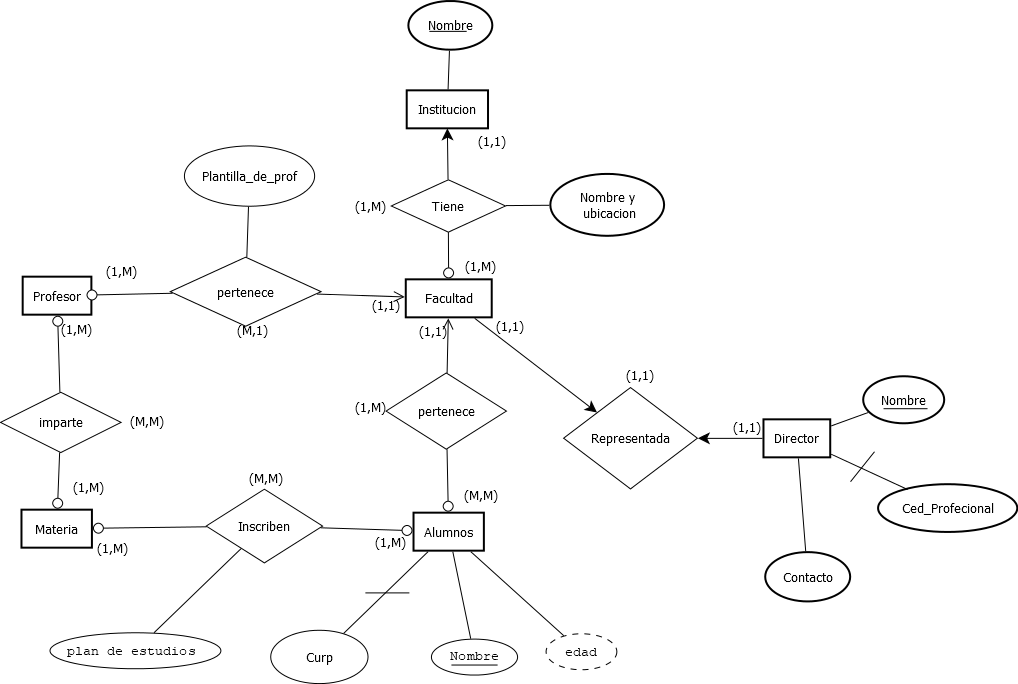 Nombre
Institucion
(1,1)
Plantilla_de_prof
(1,M)
Tiene
Nombre y
ubicacion
(1,M)
(1,M)
Profesor
pertenece
(1,1)
Facultad
(1,M)
(M,1)
(1,1)
(1,1)
(1,1)
Nombre
(1,M)
pertenece
imparte
(M,M)
Representada
(1,1)
Director
(M,M)
(1,M)
(M,M)
Ced_Profecional
Materia
Inscriben
Alumnos
(1,M)
(1,M)
Contacto
plan de estudios
Curp
Nombre
edad